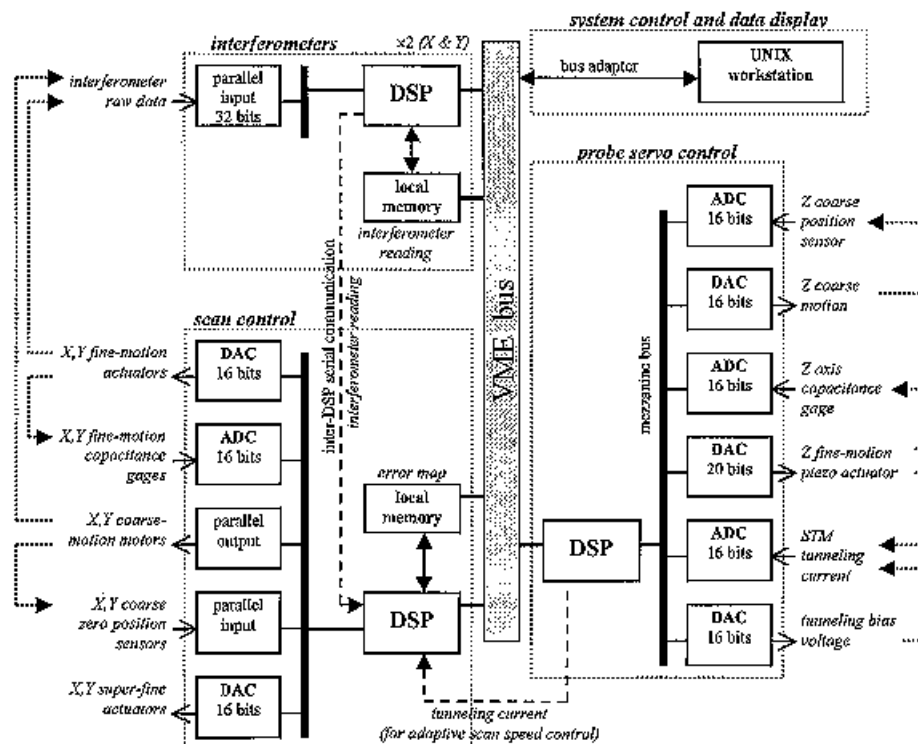 system control and data display
interferometers
×2 (X & Y)
UNIX
workstation
bus adaptor
interferometer
raw data
parallel
input
32 bits
DSP
local
memory
interferometer
reading
probe servo control
ADC
16 bits
Z coarse
position
sensor
DAC
16 bits
Z coarse
motion
ADC
16 bits
Z axis
capacitance
gage
DAC
20 bits
Z fine-motion
piezo actuator
ADC
16 bits
STM
tunneling
current
DAC
16 bits
tunneling bias
voltage
mezzanine bus
DSP
VME bus
inter-DSP serial communication
interferometer reading
scan control
X,Y fine-motion
actuators
DAC
16 bits
X,Y fine-motion
capacitance
gages
ADC
16 bits
X,Y coarse-
motion motors
parallel
output
X,Y coarse
zero position
sensors
parallel
input
X,Y super-fine
actuators
DAC
16 bits
error map
local
memory
DSP
tunneling current
(for adaptive scan speed control)